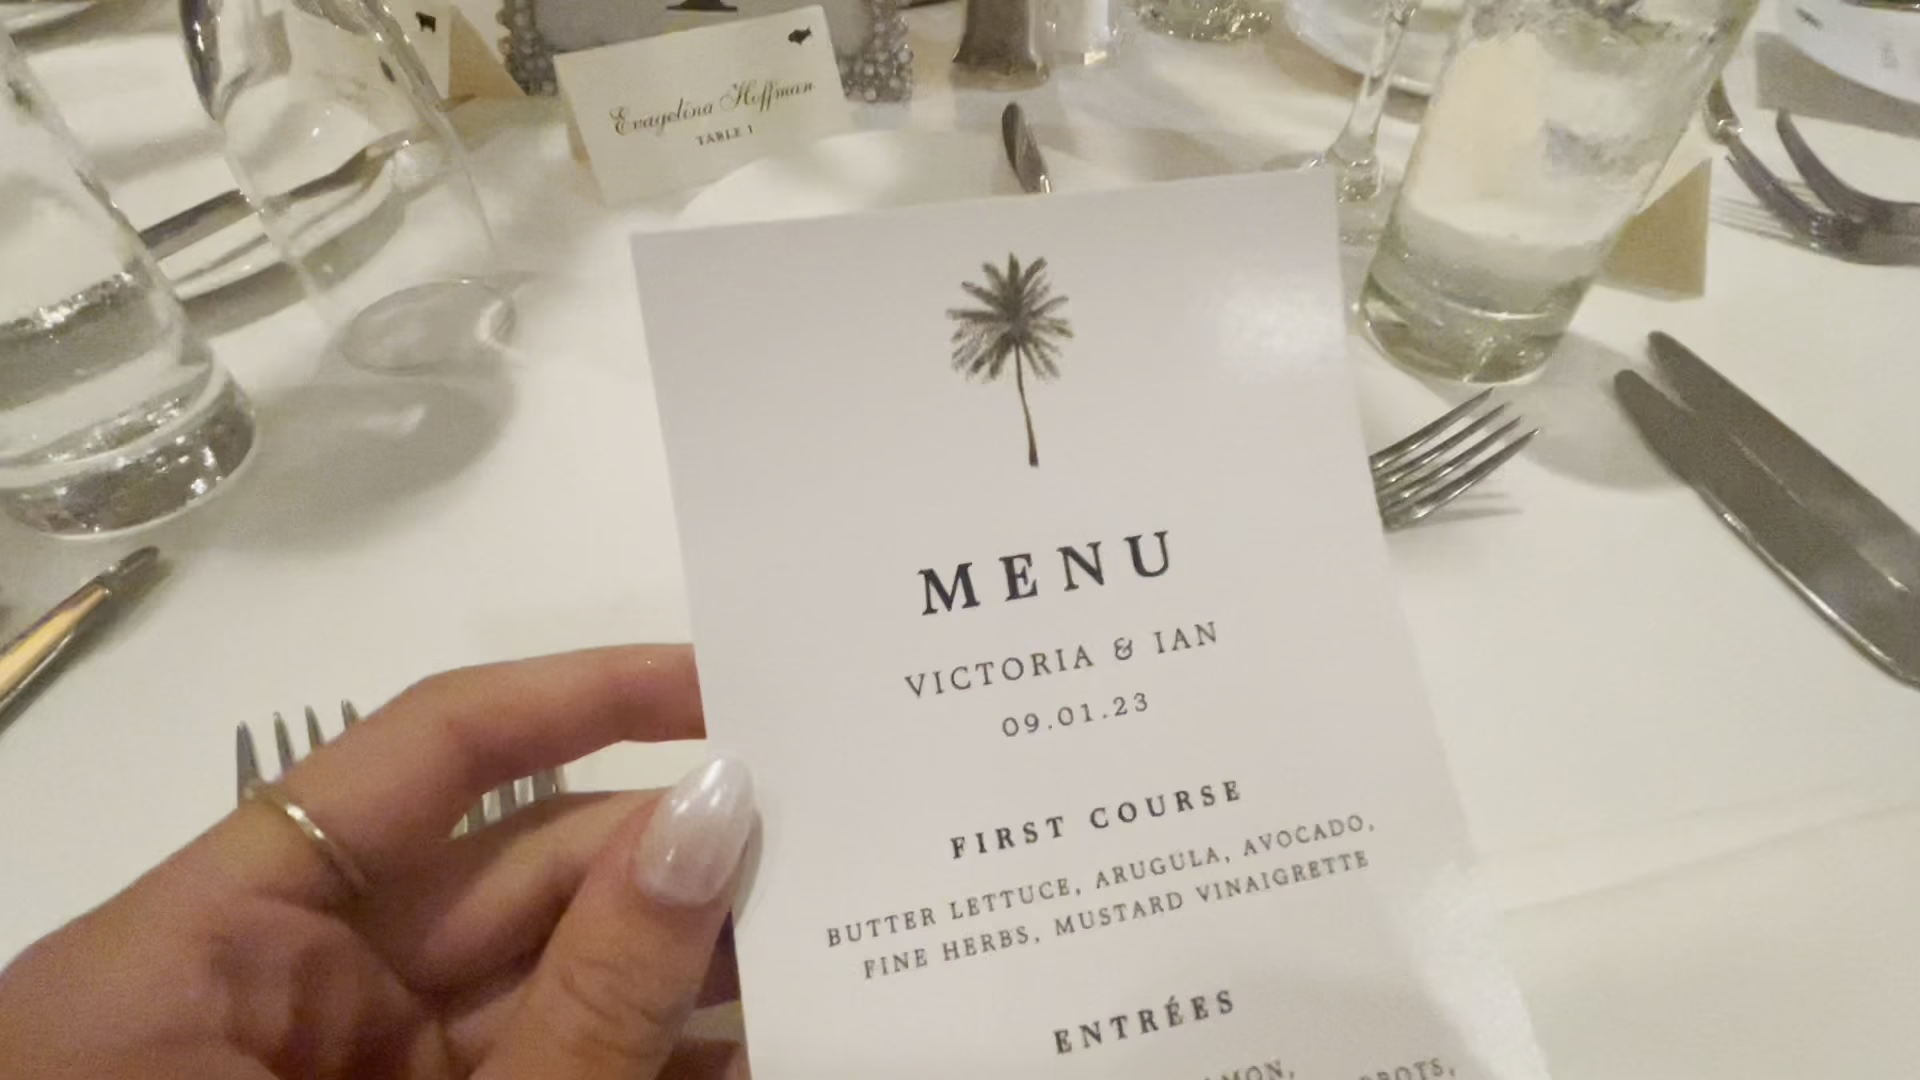 Evagelina Hoffman
TABLE 1
MENU
VICTORIA & IAN
09.01.23
FIRST COURSE
BUTTER LETTUCE, ARUGULA, AVOCADO,
FINE HERBS, MUSTARD VINAIGRETTE
ENTRÉES